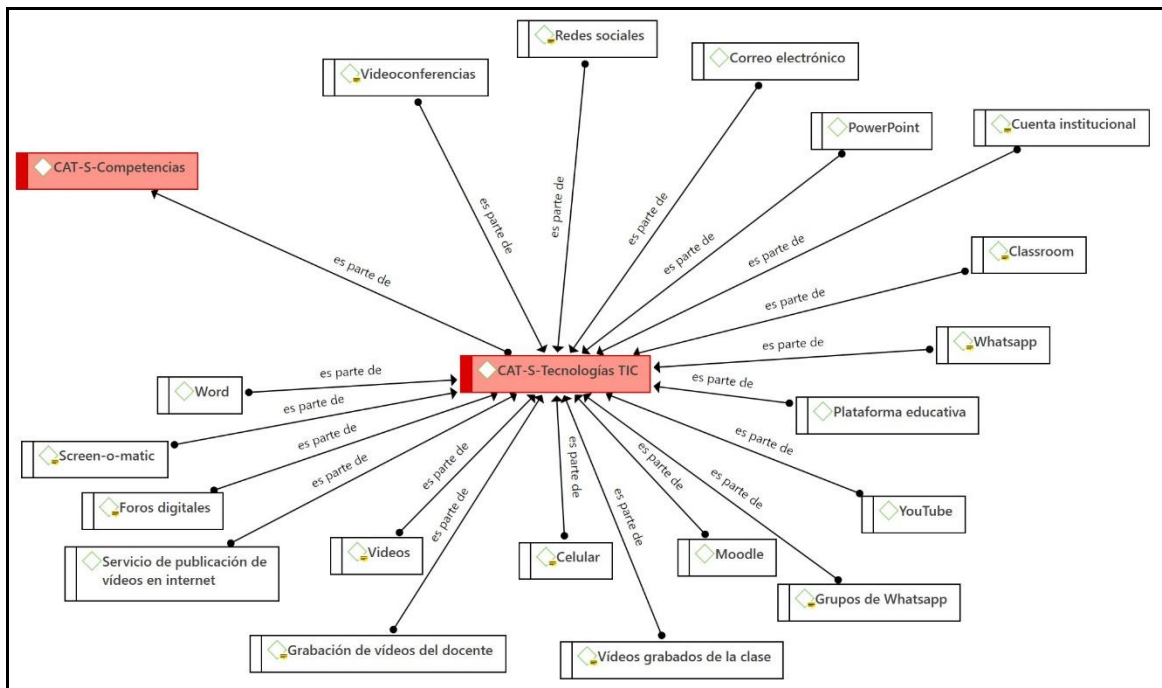 Redes sociales
Videoconferencias
Correo electrónico
PowerPoint
Cuenta institucional
CAT-S-Competencias
es parte de
es parte de
es parte de
es parte de
es parte de
es parte de
Classroom
es parte de
es parte de
Whatsapp
CAT-S-Tecnologías TIC
es parte de
es parte de
Word
Plataforma educativa
es parte de
es parte de
Screen-o-matic
es parte de
es parte de
es parte de
es parte de
es parte de
es parte de
es parte de
es parte de
Foros digitales
YouTube
Servicio de publicación de
vídeos en internet
Videos
Celular
Moodle
Grupos de Whatsapp
Grabación de vídeos del docente
Vídeos grabados de la clase